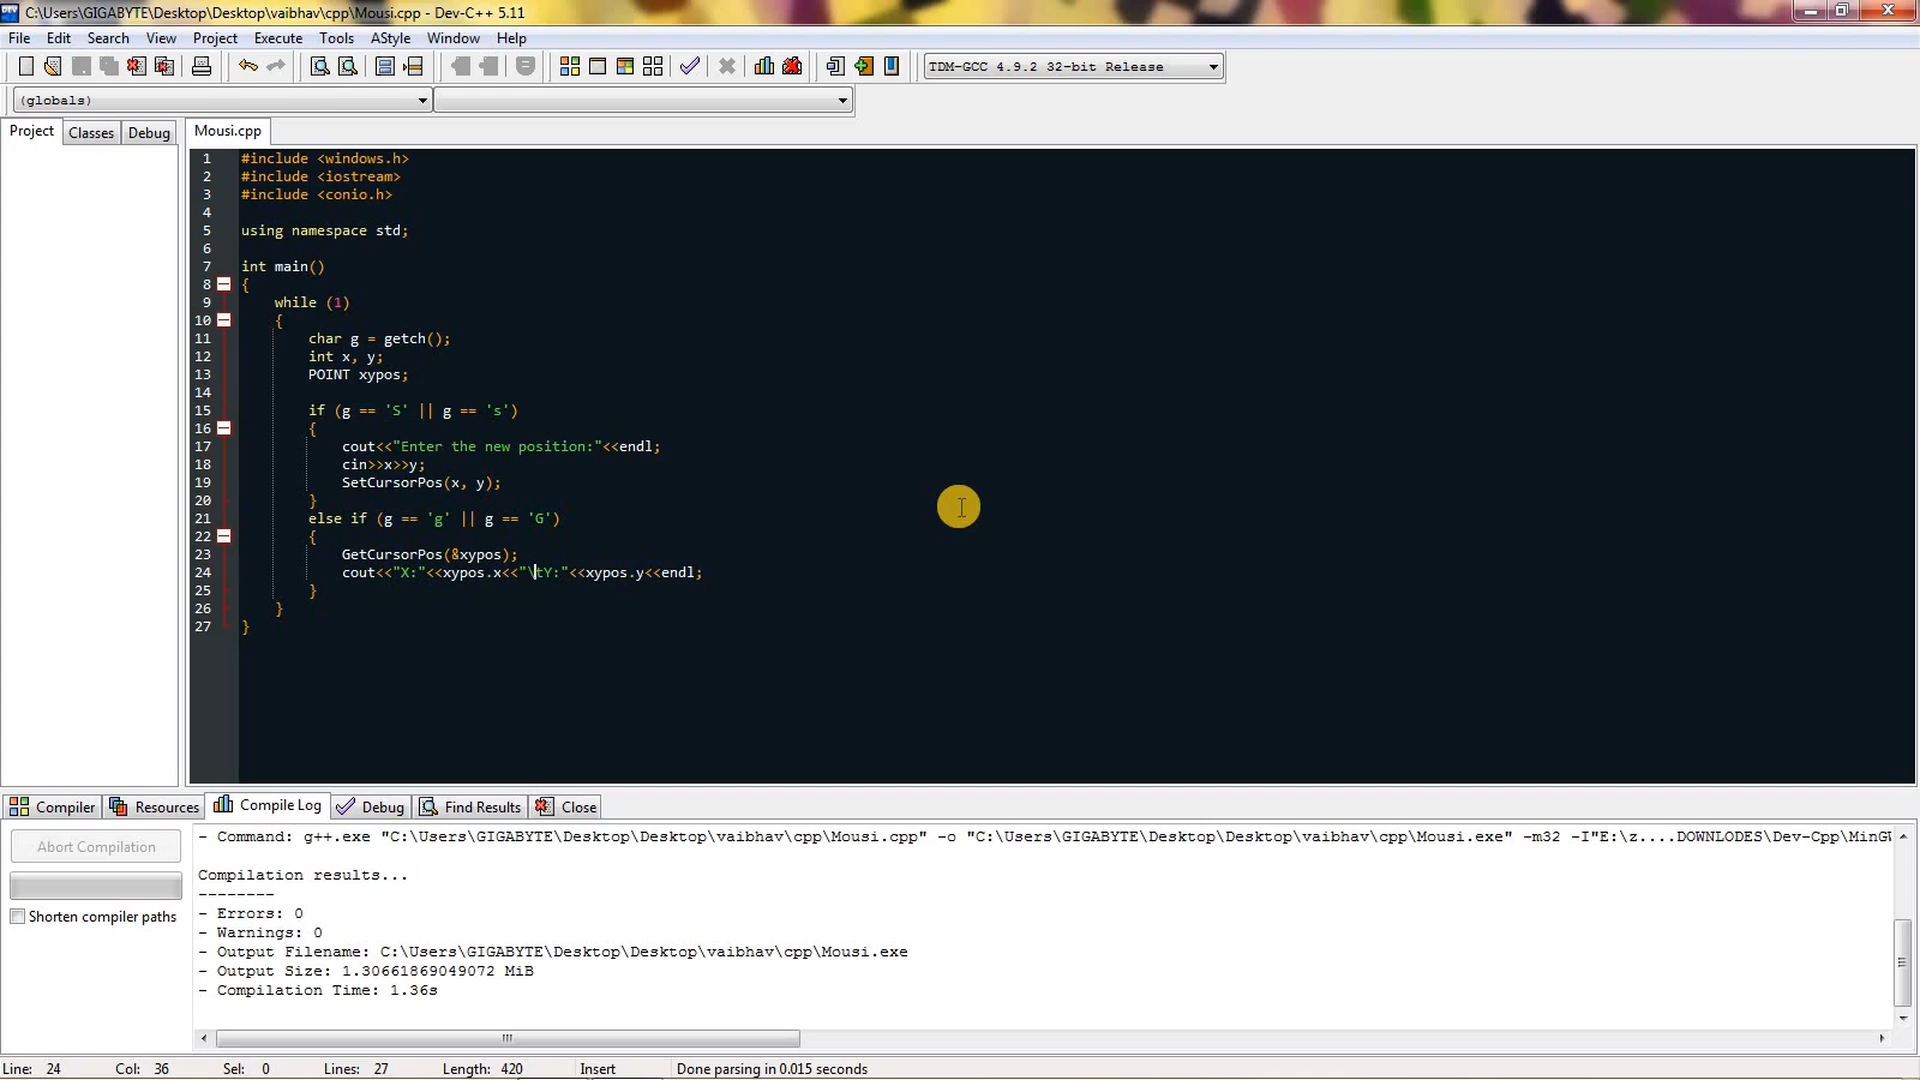 C:\Users\GIGABYTE\Desktop\Desktop\vaibhav\cpp\Mousi.cpp - Dev-C++ 5.11
File Edit Search View Project Execute Tools AStyle Window Help
TDM-GCC 4.9.2 32-bit Release
(globals)
Project Classes Debug Mousi.cpp
1 #include <windows.h>
2 #include <iostream>
3 #include <conio.h>
4
5 using namespace std;
6
7 int main()
8 {
9 while (1)
10 {
11 char g = getch();
12 int x, y;
13 POINT xypos;
14
15 if (g == 'S' || g == 's')
16 {
17 cout<<"Enter the new position:"<<endl;
18 cin>>x>>y;
19 SetCursorPos(x, y);
20 }
21 else if (g == 'g' || g == 'G')
22 {
23 GetCursorPos(&xypos);
24 cout<<"X:"<<xypos.x<<"\tY:"<<xypos.y<<endl;
25 }
26 }
27 }
Compiler Resources Compile Log Debug Find Results Close
Abort Compilation
Shorten compiler paths
- Command: g++.exe "C:\Users\GIGABYTE\Desktop\Desktop\vaibhav\cpp\Mousi.cpp" -o "C:\Users\GIGABYTE\Desktop\Desktop\vaibhav\cpp\Mousi.exe" -m32 -I"E:\z....DOWNLODES\Dev-Cpp\MinGW
Compilation results...
--------
- Errors: 0
- Warnings: 0
- Output Filename: C:\Users\GIGABYTE\Desktop\Desktop\vaibhav\cpp\Mousi.exe
- Output Size: 1.30661869049072 MiB
- Compilation Time: 1.36s
Line: 24 Col: 36 Sel: 0 Lines: 27 Length: 420 Insert Done parsing in 0.015 seconds